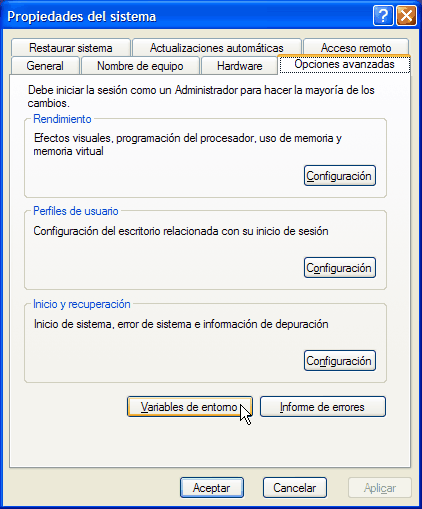 Propiedades del sistema
Restaurar sistema
Actualizaciones automáticas
Acceso remoto
General
Nombre de equipo
Hardware
Opciones avanzadas
Debe iniciar la sesión como un Administrador para hacer la mayoría de los
cambios.
Rendimiento
Efectos visuales, programación del procesador, uso de memoria y
memoria virtual
Configuración
Perfiles de usuario
Configuración del escritorio relacionada con su inicio de sesión
Configuración
Inicio y recuperación
Inicio de sistema, error de sistema e información de depuración
Configuración
Variables de entorno
Informe de errores
Aceptar
Cancelar
Aplicar